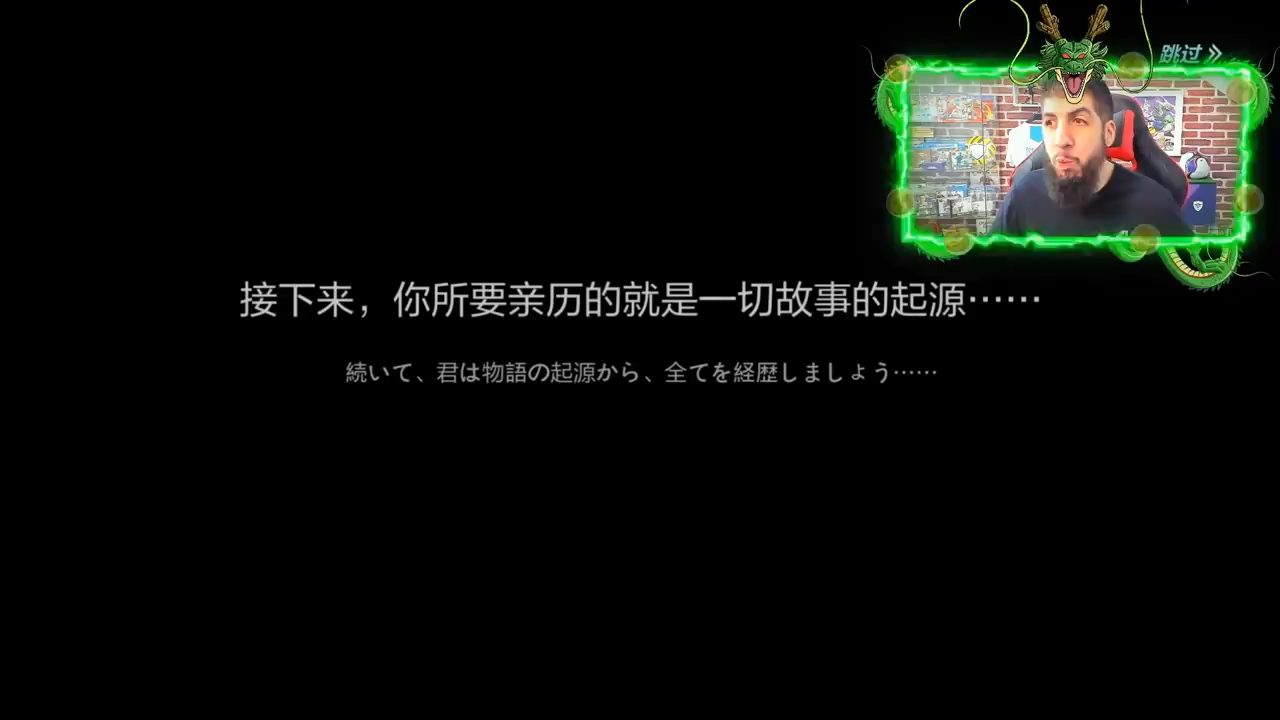 跳过
接下来，你所要亲历的就是一切故事的起源……
続いて、君は物語の起源から、全てを経歴しましょう……